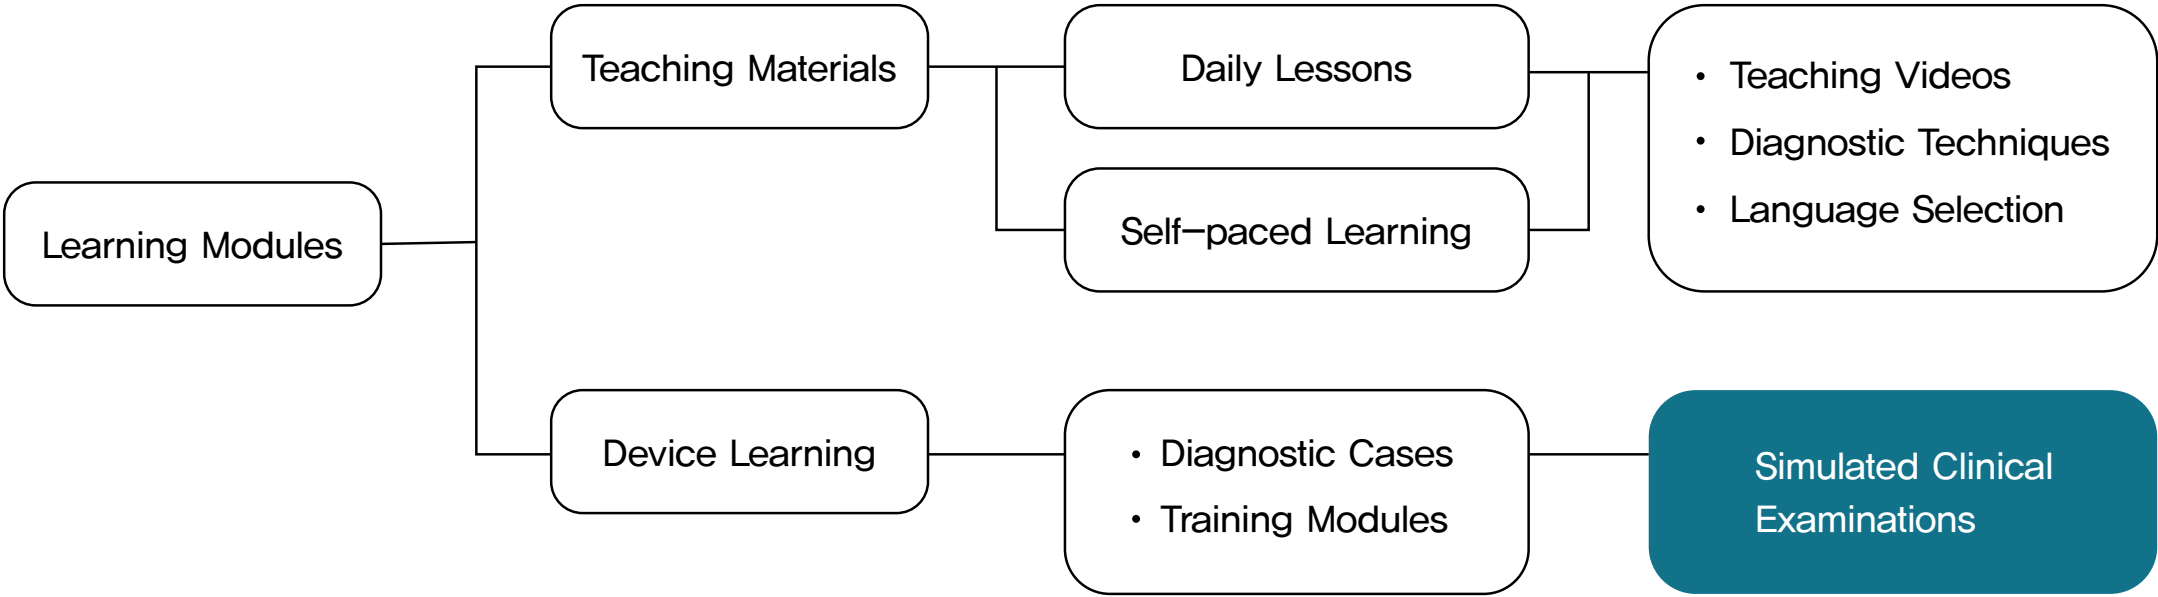 Learning Modules
Teaching Materials
Daily Lessons
Self-paced Learning
• Teaching Videos
• Diagnostic Techniques
• Language Selection
Device Learning
• Diagnostic Cases
• Training Modules
Simulated Clinical
Examinations